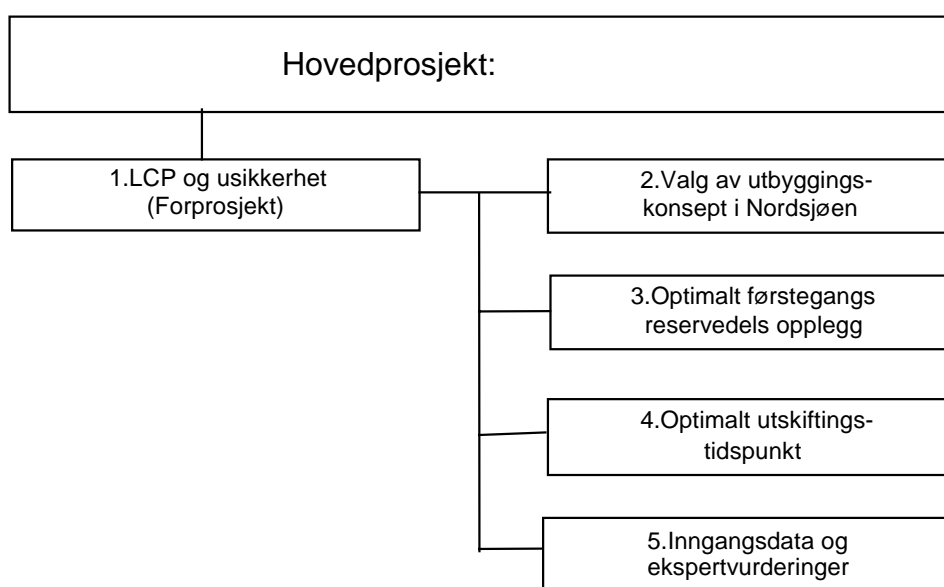 Hovedprosjekt:
1.LCP og usikkerhet
(Forprosjekt)
2.Valg av utbyggings-
konsept i Nordsjøen
3.Optimalt førstegangs
reservedels opplegg
4.Optimalt utskiftings-
tidspunkt
5.Inngangsdata og
ekspertvurderinger